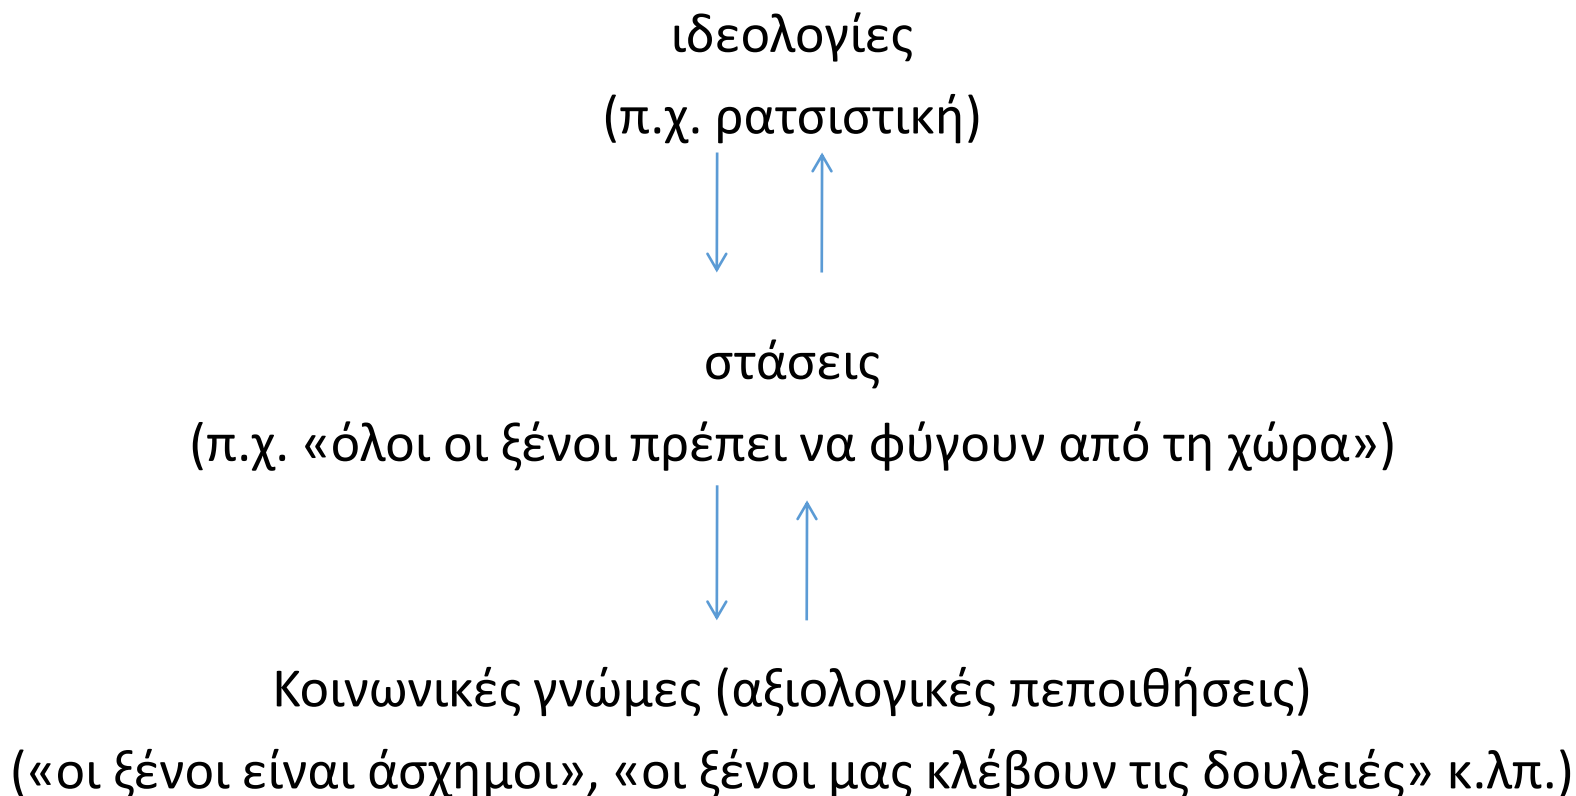 ιδεολογίες
(π.χ. ρατσιστική)
στάσεις
(π.χ. «όλοι οι ξένοι πρέπει να φύγουν από τη χώρα»)
Κοινωνικές γνώμες (αξιολογικές πεποιθήσεις)
(«οι ξένοι είναι άσχημοι», «οι ξένοι μας κλέβουν τις δουλειές» κ.λπ.)